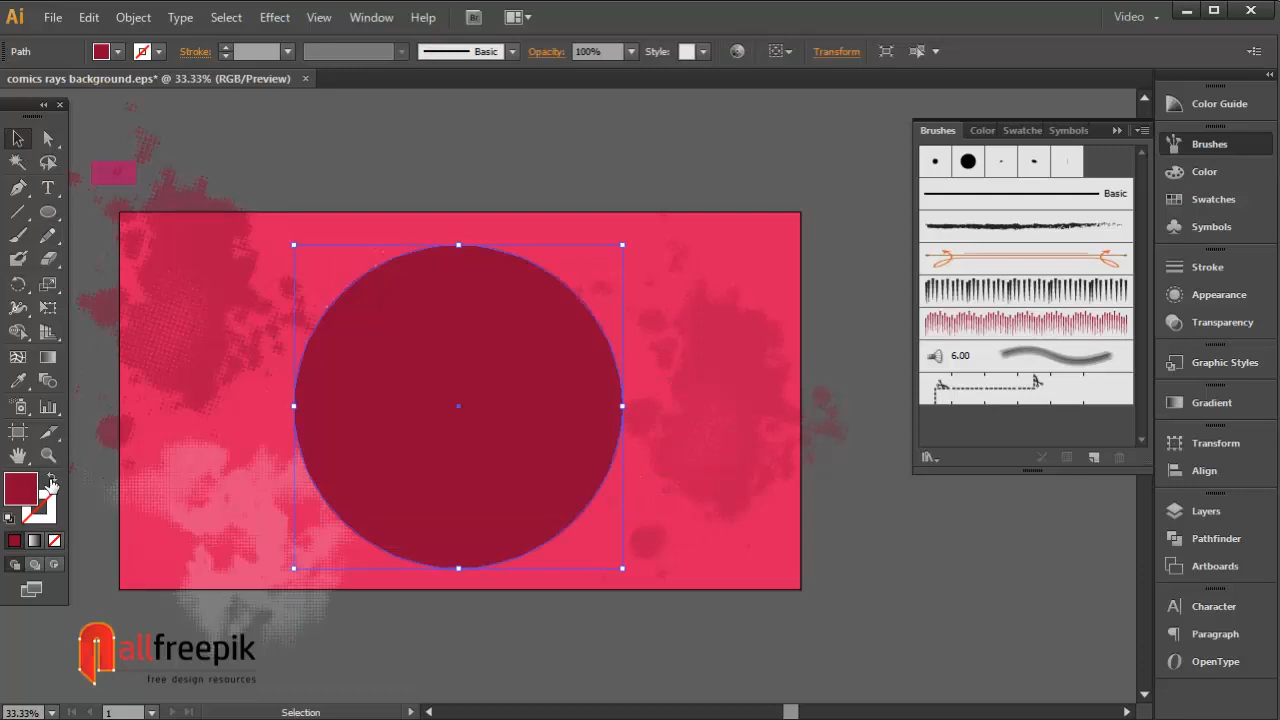 Ai File Edit Object Type Select Effect View Window Help Br Video
Path Stroke: Basic Opacity: 100% Style: Transform
comics rays background.eps* @ 33.33% (RGB/Preview) ×
Color Guide
Brushes Color Swatche Symbols
Brushes
Color
Basic
Swatches
Symbols
Stroke
Appearance
Transparency
6.00
Graphic Styles
Gradient
Transform
Align
Layers
Pathfinder
Artboards
Character
Paragraph
OpenType
T
allfreepik
free design resources
33.33% 1 Selection